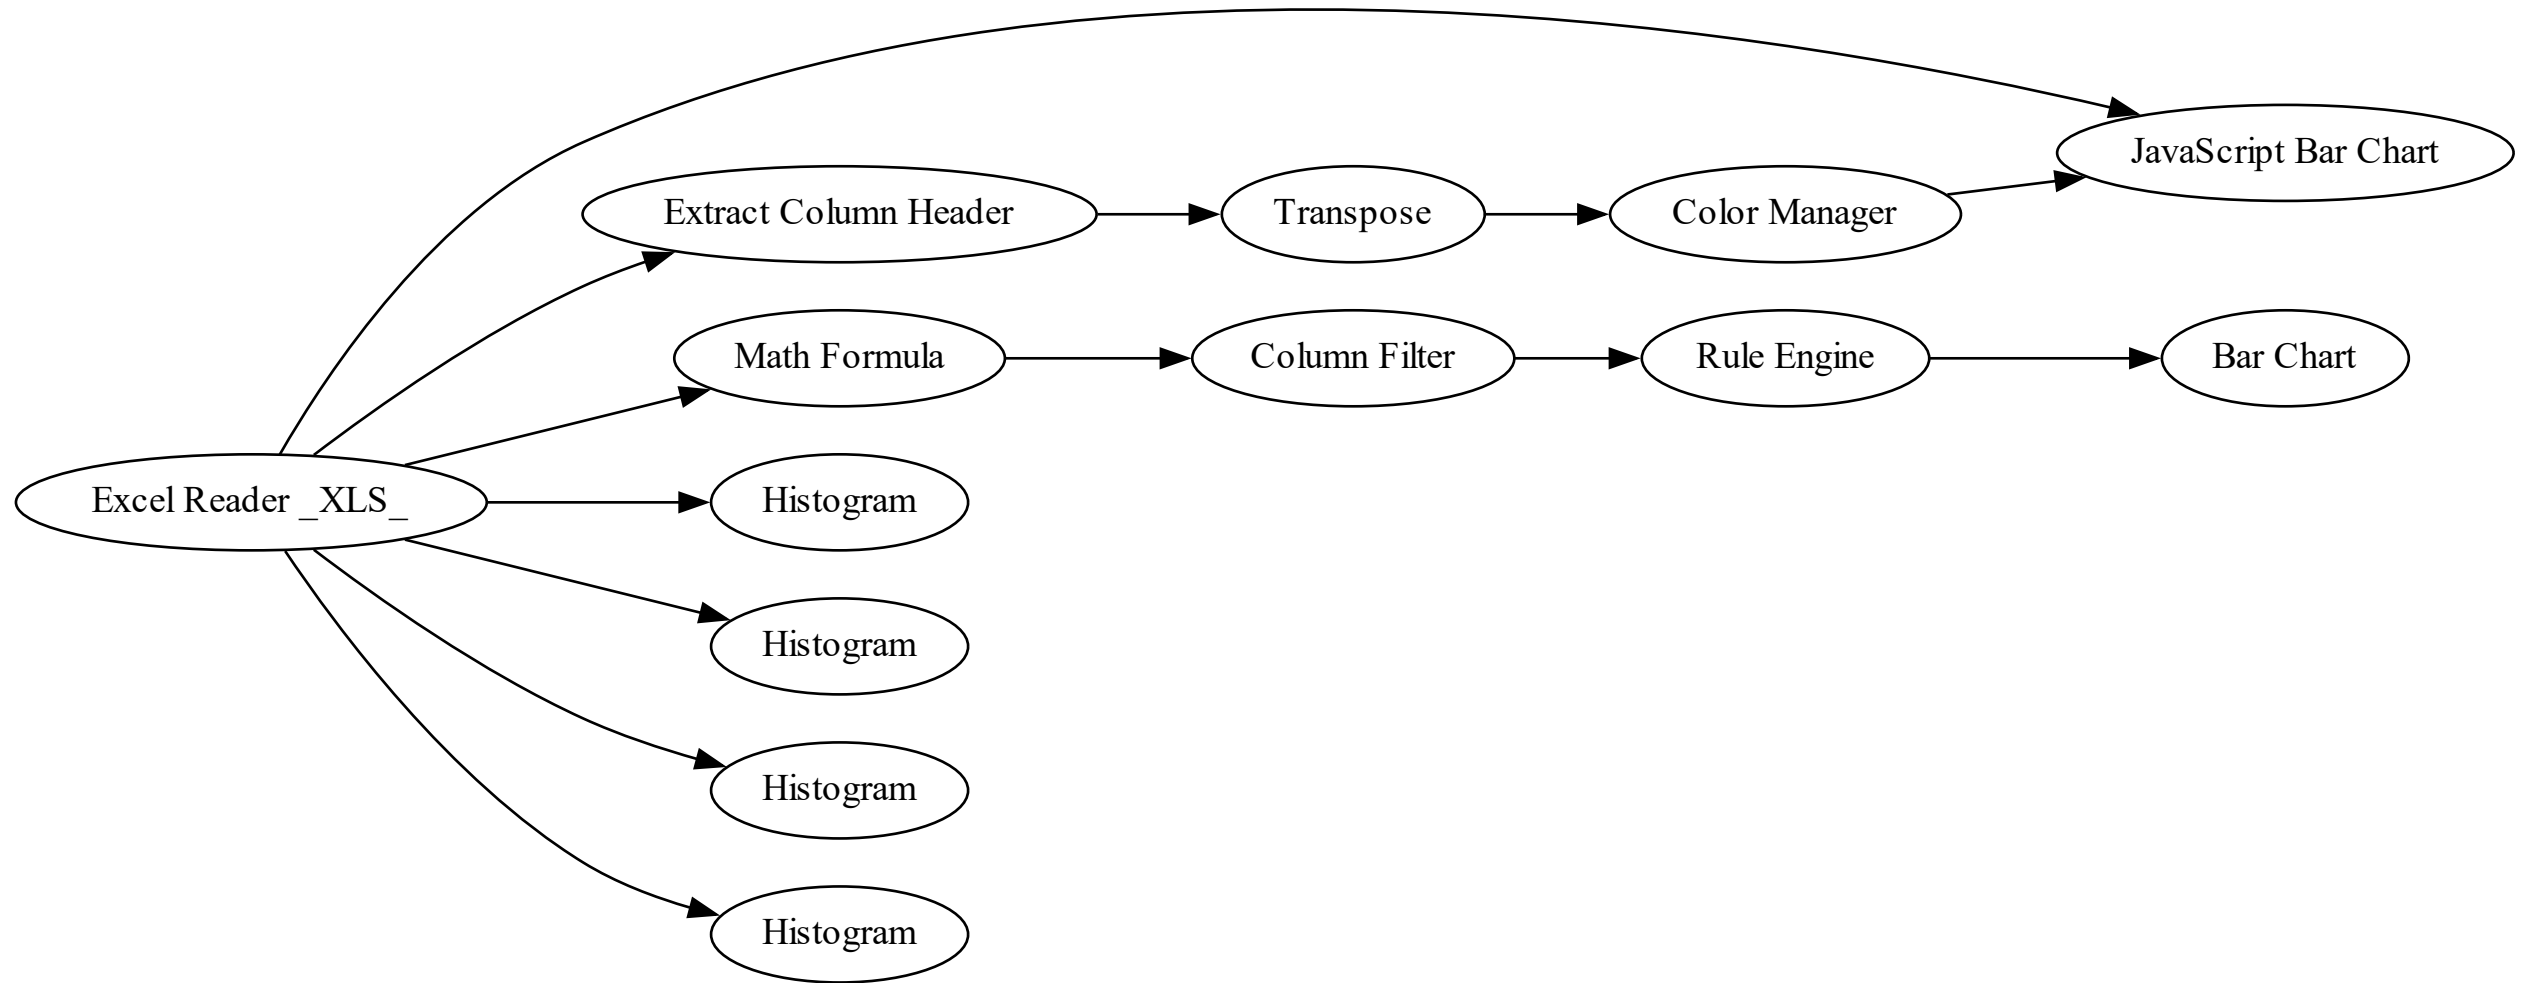 JavaScript Bar Chart
Extract Column Header
Transpose
Color Manager
Math Formula
Column Filter
Rule Engine
Bar Chart
Excel Reader _XLS_
Histogram
Histogram
Histogram
Histogram